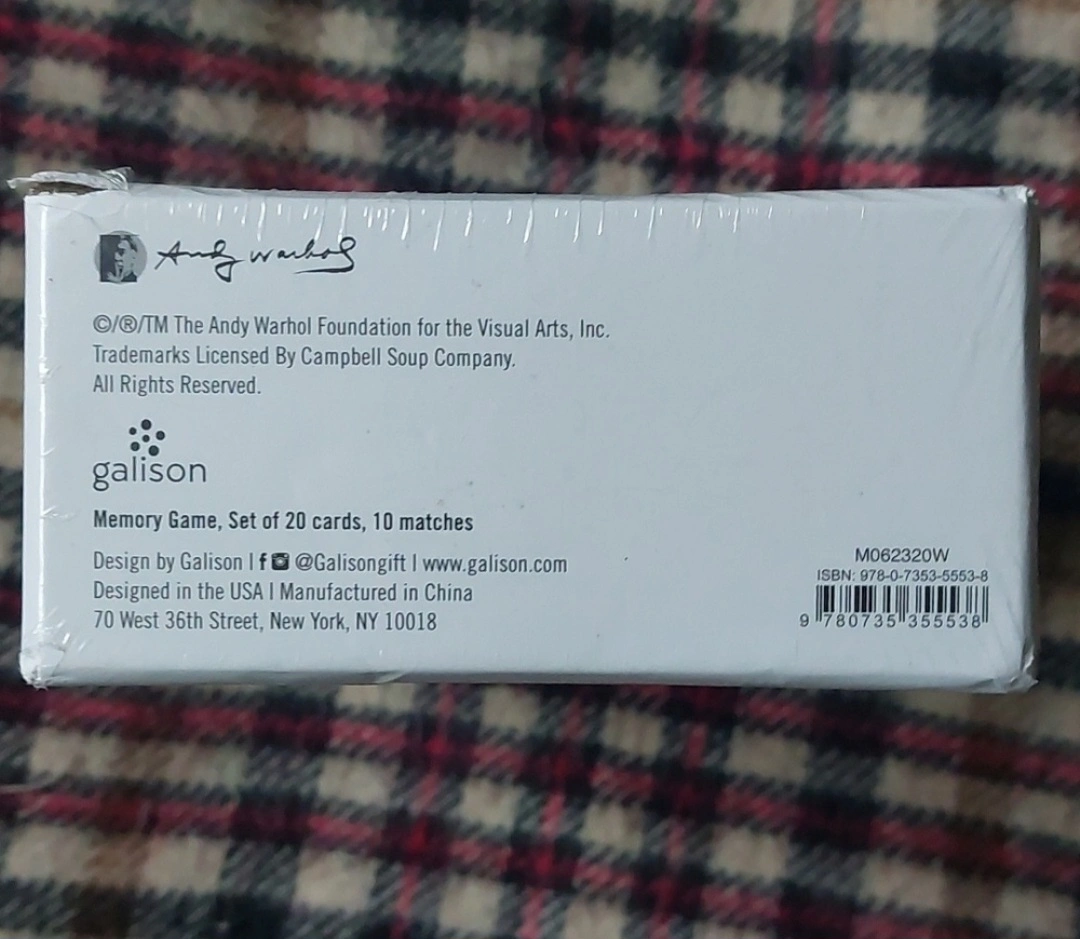 Andy Warhol
©/®/TM The Andy Warhol Foundation for the Visual Arts, Inc.
Trademarks Licensed By Campbell Soup Company.
All Rights Reserved.
galison
Memory Game, Set of 20 cards, 10 matches
Design by Galison | f @Galisongift | www.galison.com
Designed in the USA | Manufactured in China
70 West 36th Street, New York, NY 10018
M062320W
ISBN: 978-0-7353-5553-8
9 780735 355538